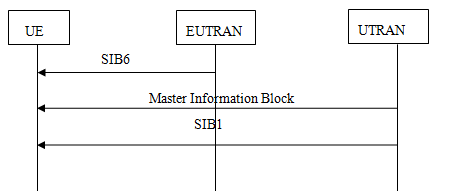 UE EUTRAN UTRAN
SIB6
Master Information Block
SIB1